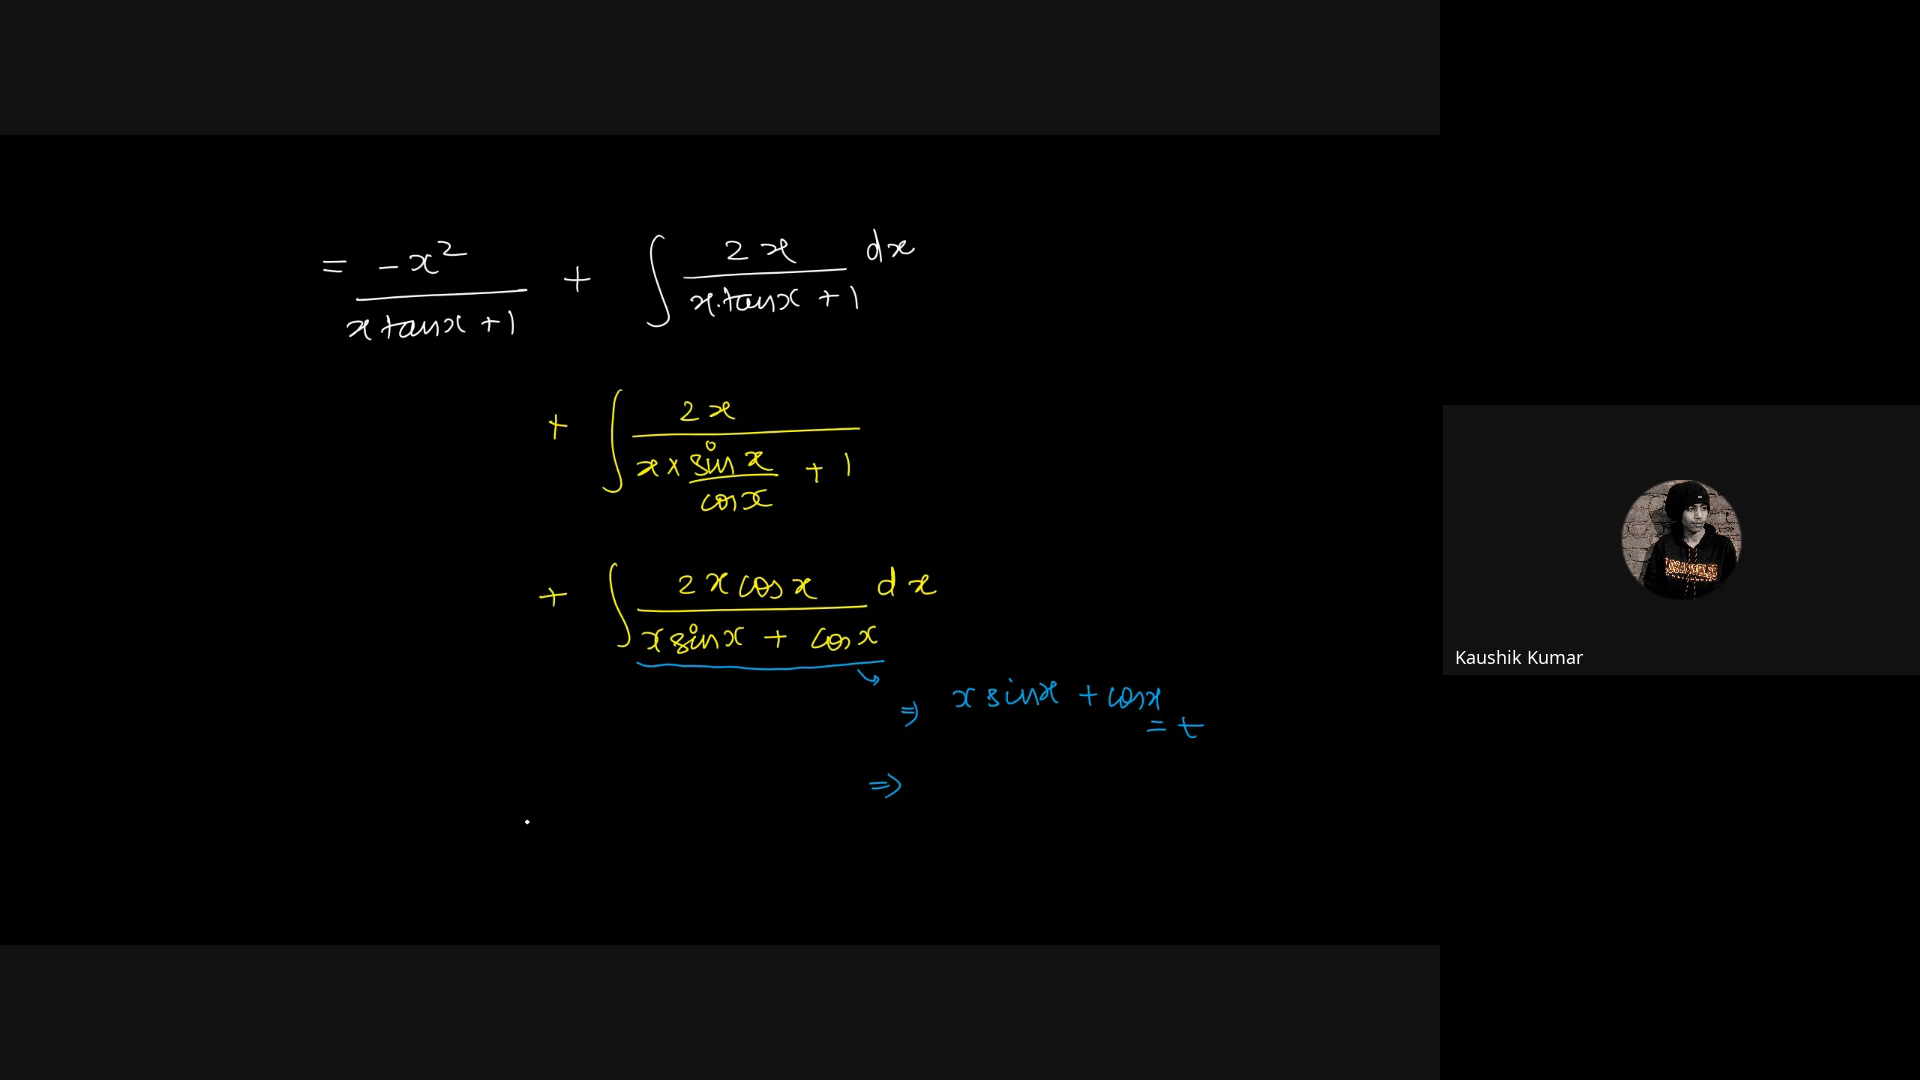 = -x² / (x tanx + 1) + ∫ 2x / (x.tanx + 1) dx
+ ∫ 2x / (x × sin x / cosx + 1)
+ ∫ 2x cosx / (x sinx + cosx) dx
⇒ x sinx + cosx
= t
⇒
Kaushik Kumar